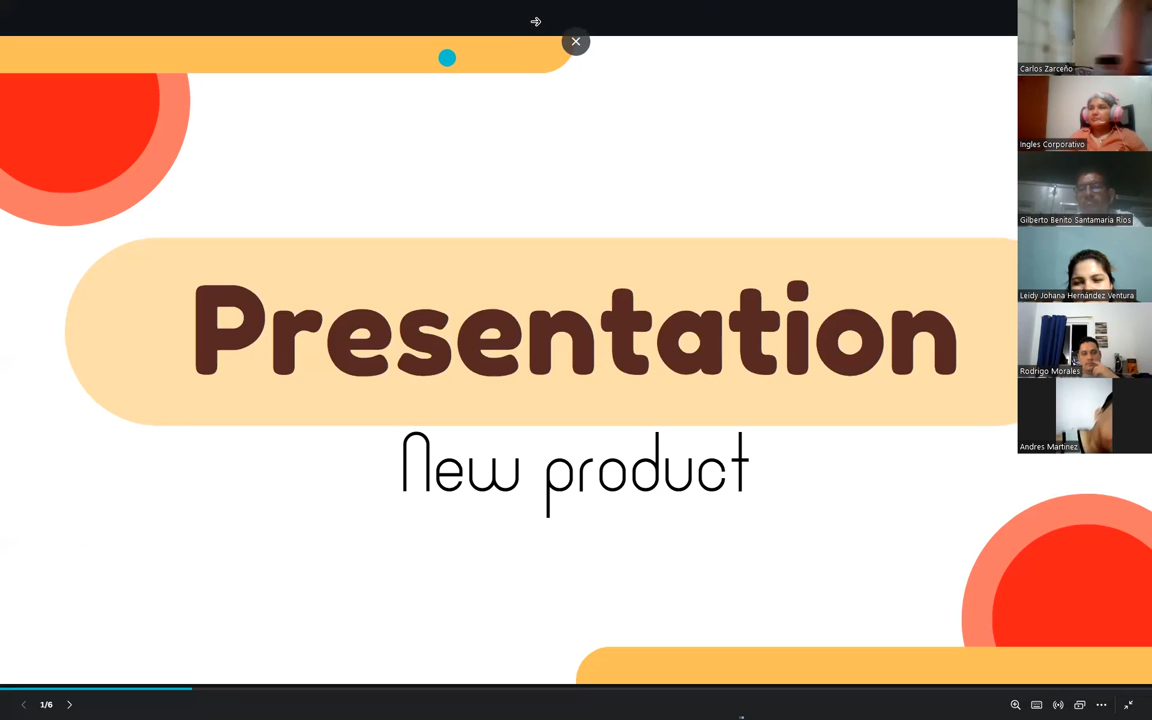 Presentation
New product
Carlos Zarceño
Ingles Corporativo
Gilberto Benito Santamaria Rios
Leidy Johana Hernández Ventura
Rodrigo Morales
Andres Martinez
1/6